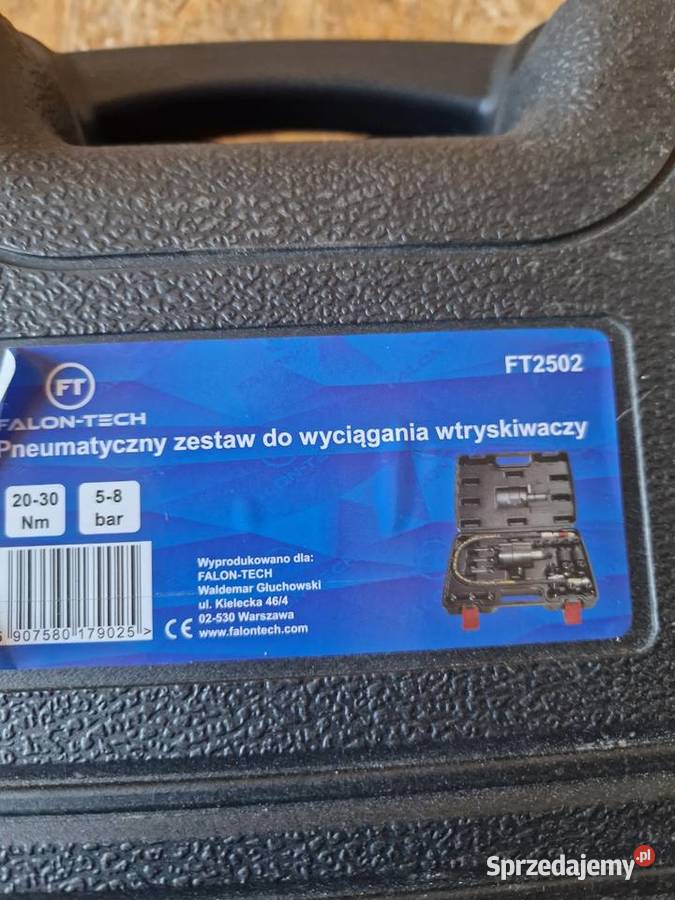 FT2502
FT
FALON-TECH
Pneumatyczny zestaw do wyciągania wtryskiwaczy
20-30 Nm
5-8 bar
Wyprodukowano dla:
FALON-TECH
Waldemar Głuchowski
ul. Kielecka 46/4
02-530 Warszawa
CE www.falontech.com
5 907580 179025 >
Sprzedajemy.pl